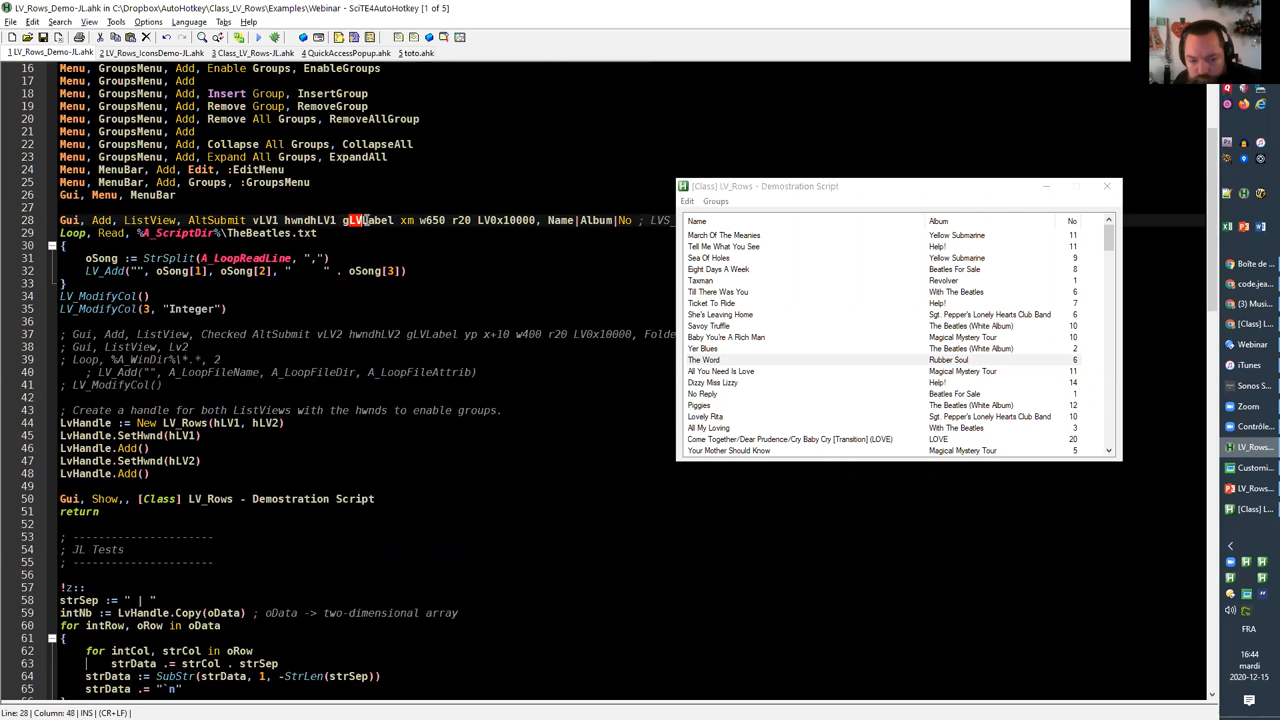 LV_Rows_Demo-JL.ahk in C:\Dropbox\AutoHotkey\Class_LV_Rows\Examples\Webinar - SciTE4AutoHotkey [1 of 5]
File Edit Search View Tools Options Language Tabs Help
1 LV_Rows_Demo-JL.ahk 2 LV_Rows_IconsDemo-JL.ahk 3 Class_LV_Rows-JL.ahk 4 QuickAccessPopup.ahk 5 toto.ahk
16 Menu, GroupsMenu, Add, Enable Groups, EnableGroups
17 Menu, GroupsMenu, Add
18 Menu, GroupsMenu, Add, Insert Group, InsertGroup
19 Menu, GroupsMenu, Add, Remove Group, RemoveGroup
20 Menu, GroupsMenu, Add, Remove All Groups, RemoveAllGroup
21 Menu, GroupsMenu, Add
22 Menu, GroupsMenu, Add, Collapse All Groups, CollapseAll
23 Menu, GroupsMenu, Add, Expand All Groups, ExpandAll
24 Menu, MenuBar, Add, Edit, :EditMenu
25 Menu, MenuBar, Add, Groups, :GroupsMenu
26 Gui, Menu, MenuBar
27
28 Gui, Add, ListView, AltSubmit vLV1 hwndhLV1 gLVLabel xm w650 r20 LV0x10000, Name|Album|No ; LVS_
29 Loop, Read, %A_ScriptDir%\TheBeatles.txt
30 {
31 oSong := StrSplit(A_LoopReadLine, ",")
32 LV_Add("", oSong[1], oSong[2], " " . oSong[3])
33 }
34 LV_ModifyCol()
35 LV_ModifyCol(3, "Integer")
36
37 ; Gui, Add, ListView, Checked AltSubmit vLV2 hwndhLV2 gLVLabel yp x+10 w400 r20 LV0x10000, Folde
38 ; Gui, ListView, Lv2
39 ; Loop, %A_WinDir%\*.*, 2
40 ; LV_Add("", A_LoopFileName, A_LoopFileDir, A_LoopFileAttrib)
41 ; LV_ModifyCol()
42
43 ; Create a handle for both ListViews with the hwnds to enable groups.
44 LvHandle := New LV_Rows(hLV1, hLV2)
45 LvHandle.SetHwnd(hLV1)
46 LvHandle.Add()
47 LvHandle.SetHwnd(hLV2)
48 LvHandle.Add()
49
50 Gui, Show,, [Class] LV_Rows - Demostration Script
51 return
52
53 ; ----------------------
54 ; JL Tests
55 ; ----------------------
56
57 !z::
58 strSep := " | "
59 intNb := LvHandle.Copy(oData) ; oData -> two-dimensional array
60 for intRow, oRow in oData
61 {
62 for intCol, strCol in oRow
63 strData .= strCol . strSep
64 strData := SubStr(strData, 1, -StrLen(strSep))
65 strData .= "`n"
Line: 28 | Column: 48 | INS | (CR+LF)
[Class] LV_Rows - Demostration Script
Edit Groups
Name Album No
March Of The Meanies Yellow Submarine 11
Tell Me What You See Help! 11
Sea Of Holes Yellow Submarine 9
Eight Days A Week Beatles For Sale 8
Taxman Revolver 1
Till There Was You With The Beatles 6
Ticket To Ride Help! 7
She's Leaving Home Sgt. Pepper's Lonely Hearts Club Band 6
Savoy Truffle The Beatles (White Album) 10
Baby You're A Rich Man Magical Mystery Tour 10
Yer Blues The Beatles (White Album) 2
The Word Rubber Soul 6
All You Need Is Love Magical Mystery Tour 11
Dizzy Miss Lizzy Help! 14
No Reply Beatles For Sale 1
Piggies The Beatles (White Album) 12
Lovely Rita Sgt. Pepper's Lonely Hearts Club Band 10
All My Loving With The Beatles 3
Come Together/Dear Prudence/Cry Baby Cry [Transition] (LOVE) LOVE 20
Your Mother Should Know Magical Mystery Tour 5
Boîte de
code.jea
(3) Musi
[Class] L
Webinar
iTunes
Sonos S
Zoom
Contrôle
LV_Rows
Customi
LV_Rows
[Class] L
FRA
16:44
mardi
2020-12-15